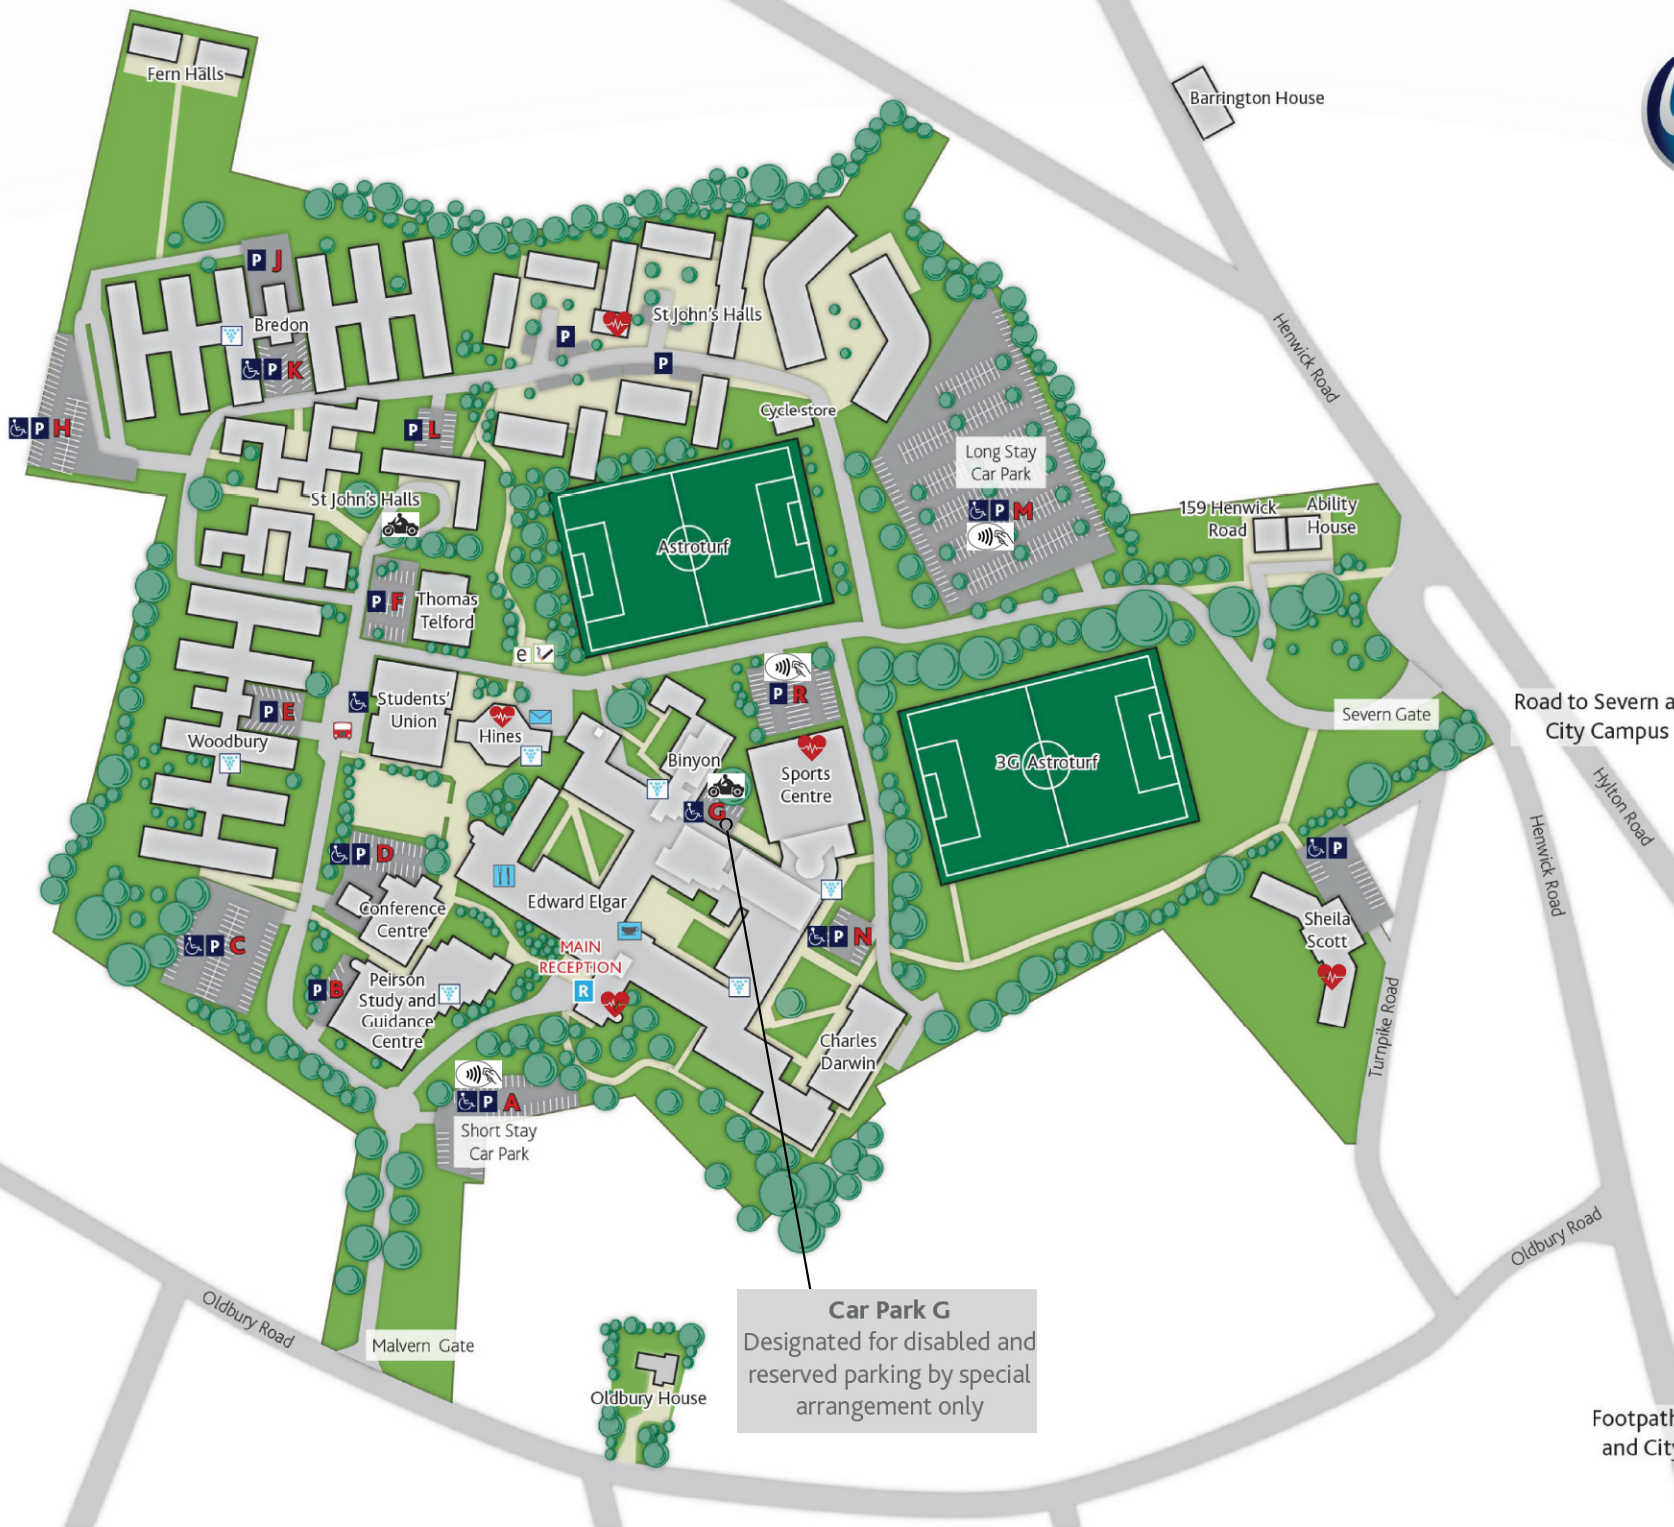 Fern Halls
Barrington House
P J
Bredon
P K
P H
P L
St John's Halls
P
P
St John's Halls
Cycle store
Long Stay
Car Park
P M
Henwick Road
159 Henwick
Road
Ability
House
Astroturf
P F
Thomas
Telford
e
Students'
Union
P E
Woodbury
Hines
Binyon
P R
Sports
Centre
G
3G Astroturf
Severn Gate
Road to Severn a
City Campus
Hylton Road
Henwick Road
P D
Conference
Centre
Edward Elgar
MAIN
RECEPTION
R
P C
P B
Peirson
Study and
Guidance
Centre
P N
Charles
Darwin
P
Sheila
Scott
Turnpike Road
P A
Short Stay
Car Park
Oldbury Road
Oldbury Road
Malvern Gate
Oldbury House
Car Park G
Designated for disabled and
reserved parking by special
arrangement only
Footpath
and City